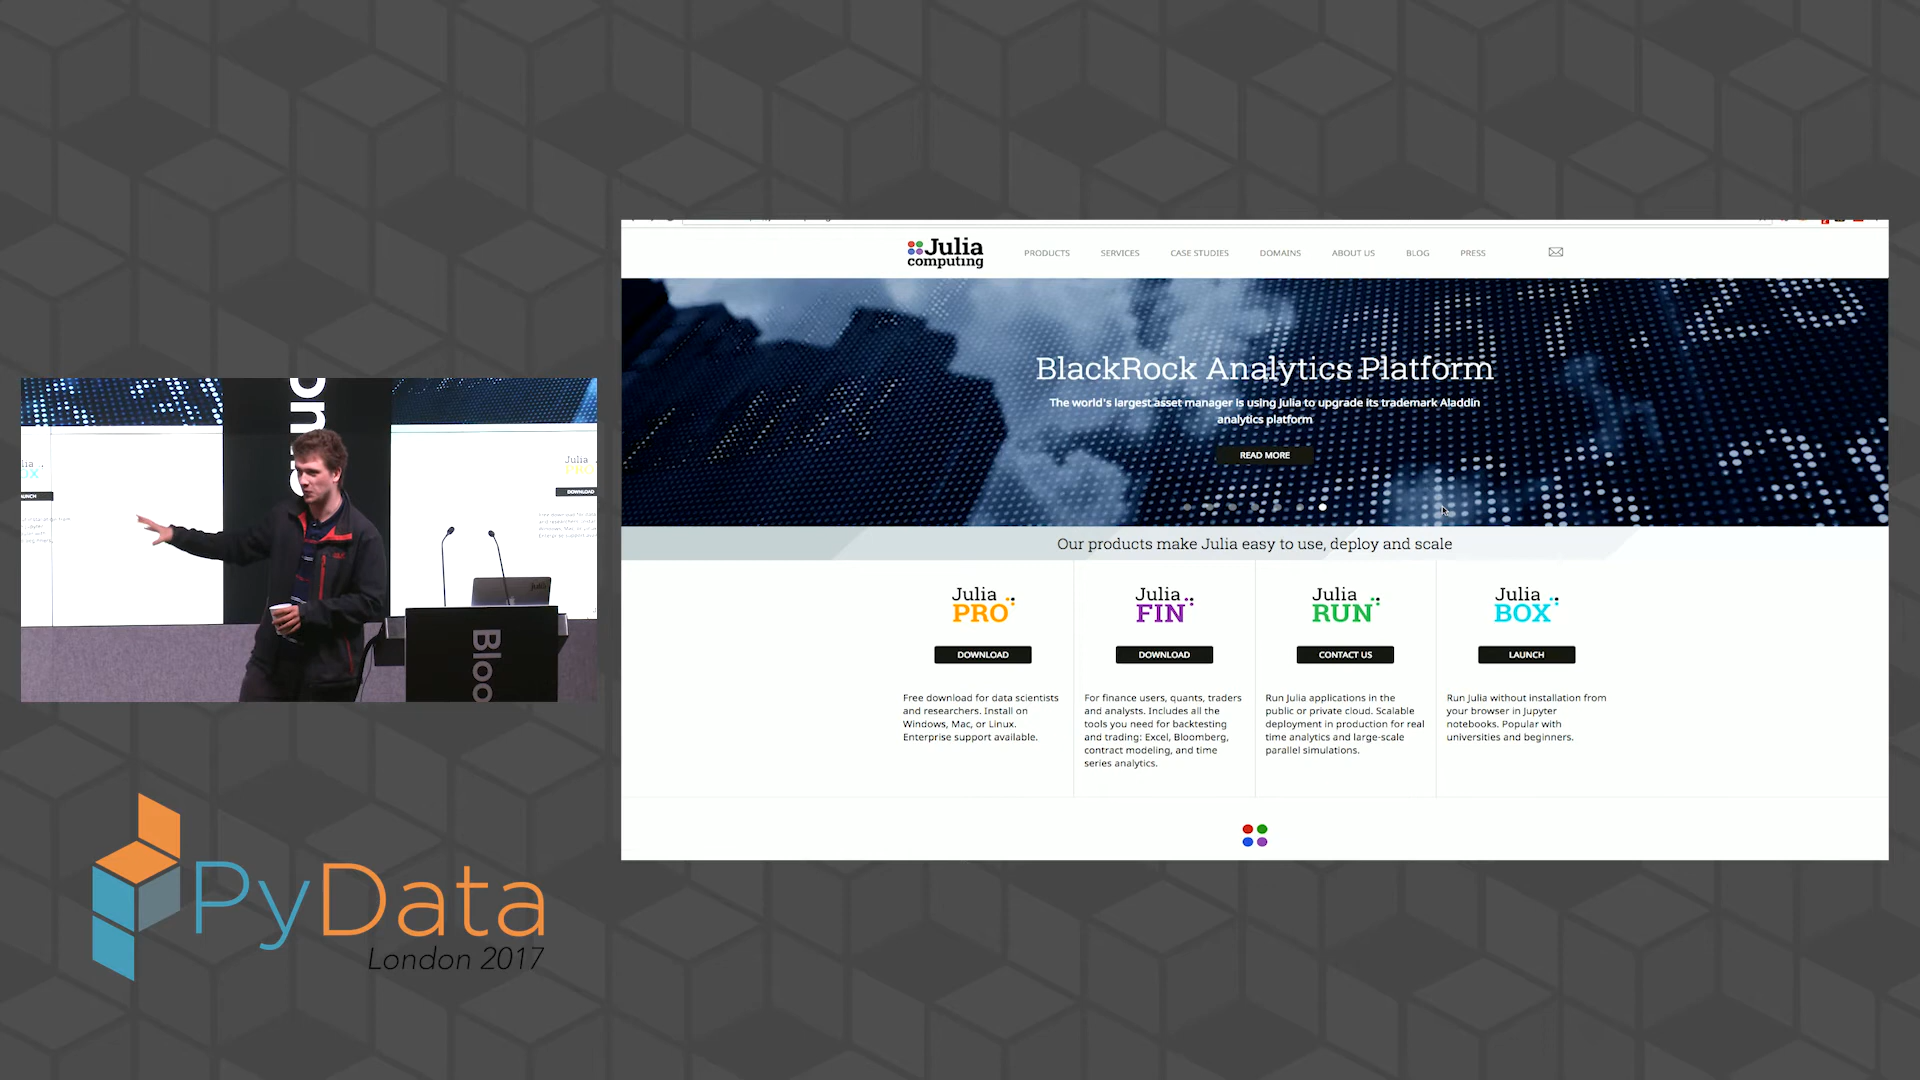 Julia
computing
PRODUCTS SERVICES CASE STUDIES DOMAINS ABOUT US BLOG PRESS
BlackRock Analytics Platform
The world's largest asset manager is using Julia to upgrade its trademark Aladdin
analytics platform
READ MORE
Our products make Julia easy to use, deploy and scale
Julia
PRO
DOWNLOAD
Free download for data scientists
and researchers. Install on
Windows, Mac, or Linux.
Enterprise support available.
Julia
FIN
DOWNLOAD
For finance users, quants, traders
and analysts. Includes all the
tools you need for backtesting
and trading: Excel, Bloomberg,
contract modeling, and time
series analytics.
Julia
RUN
CONTACT US
Run Julia applications in the
public or private cloud. Scalable
deployment in production for real
time analytics and large-scale
parallel simulations.
Julia
BOX
LAUNCH
Run Julia without installation from
your browser in Jupyter
notebooks. Popular with
universities and beginners.
Julia
PRO
DOWNLOAD
Bloo
PyData
London 2017